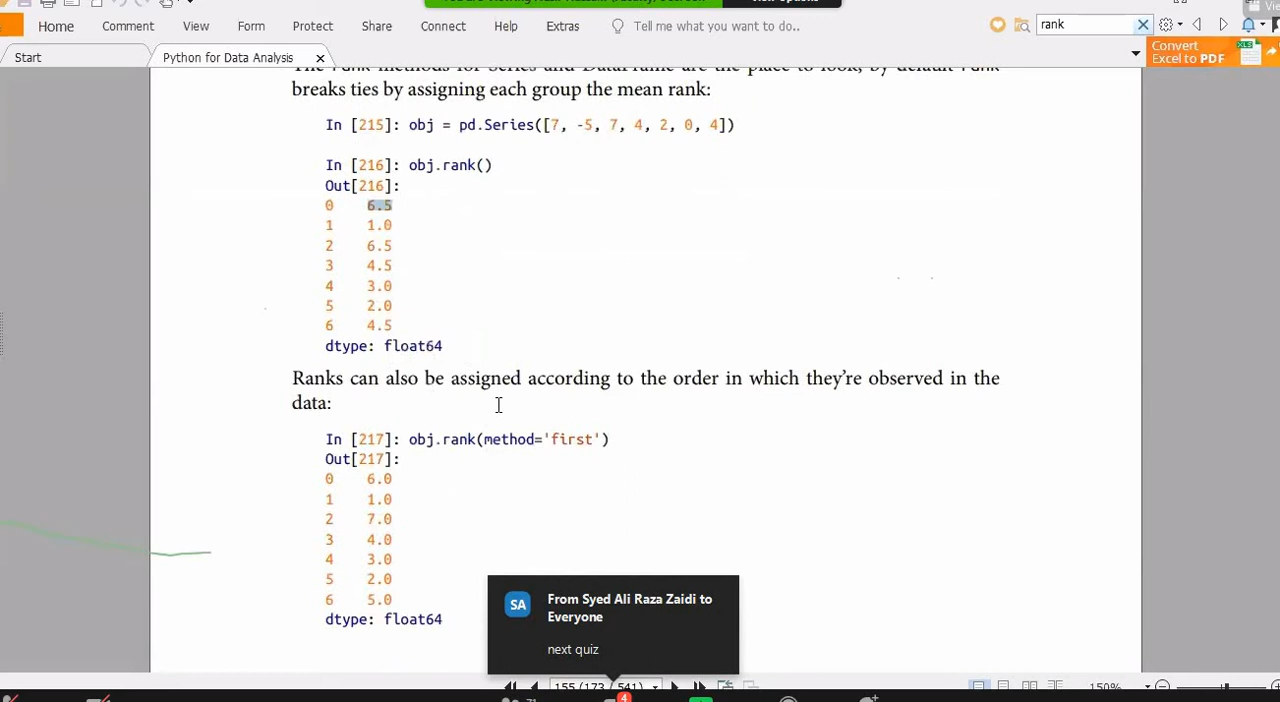 Home Comment View Form Protect Share Connect Help Extras Tell me what you want to do.. rank
Start Python for Data Analysis × Convert Excel to PDF
breaks ties by assigning each group the mean rank:
In [215]: obj = pd.Series([7, -5, 7, 4, 2, 0, 4])
In [216]: obj.rank()
Out[216]:
0 6.5
1 1.0
2 6.5
3 4.5
4 3.0
5 2.0
6 4.5
dtype: float64
Ranks can also be assigned according to the order in which they're observed in the
data:
In [217]: obj.rank(method='first')
Out[217]:
0 6.0
1 1.0
2 7.0
3 4.0
4 3.0
5 2.0
6 5.0
dtype: float64
SA
From Syed Ali Raza Zaidi to
Everyone
next quiz
155 (173 / 541) 150%
4